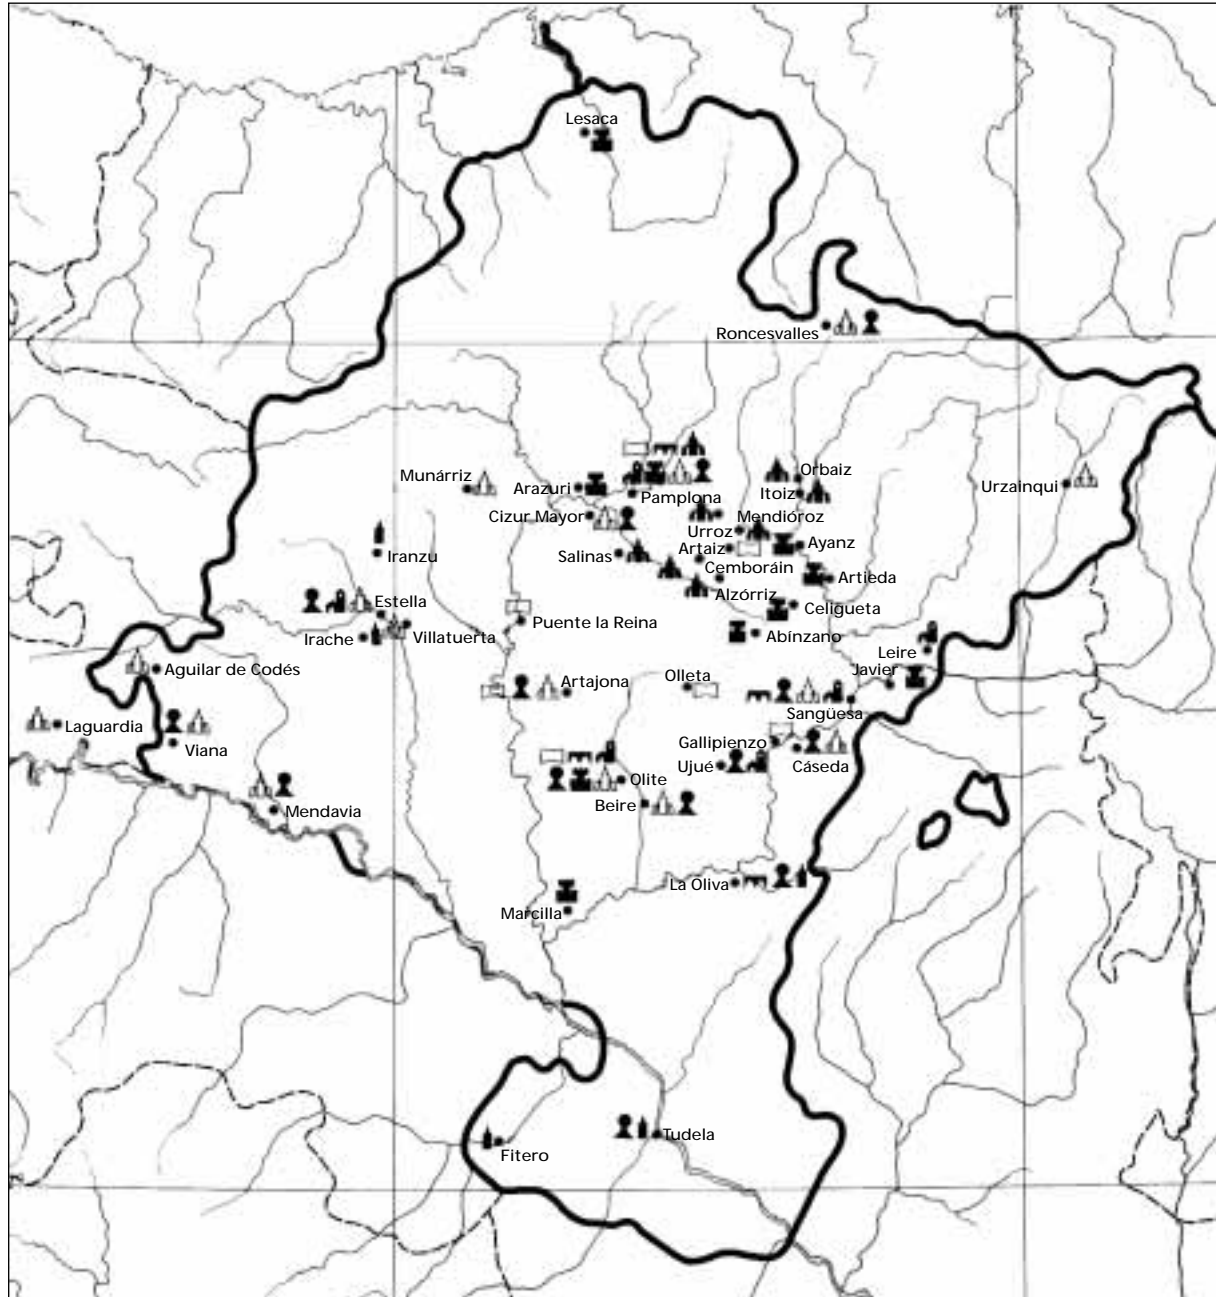 Lesaca
Roncesvalles
Munárriz
Arazuri
Pamplona
Orbaiz
Itoiz
Urzainqui
Cizur Mayor
Mendióroz
Urroz
Iranzu
Salinas
Artaiz
Ayanz
Cemboráin
Artieda
Alzórriz
Estella
Celigueta
Irache
Villatuerta
Puente la Reina
Abínzano
Leire
Aguilar de Codés
Javier
Artajona
Olleta
Sangüesa
Laguardia
Viana
Gallipienzo
Cáseda
Ujué
Olite
Beire
Mendavia
La Oliva
Marcilla
Tudela
Fitero